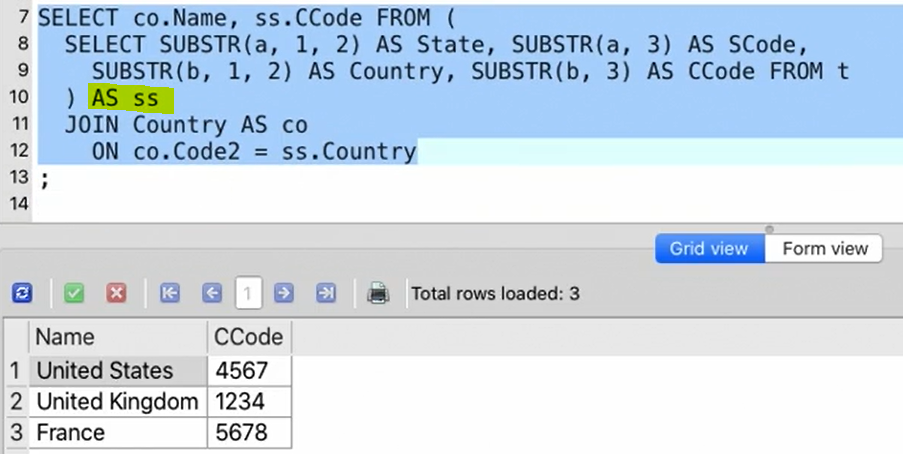 7 SELECT co.Name, ss.CCode FROM (
8 SELECT SUBSTR(a, 1, 2) AS State, SUBSTR(a, 3) AS SCode,
9 SUBSTR(b, 1, 2) AS Country, SUBSTR(b, 3) AS CCode FROM t
10 ) AS ss
11 JOIN Country AS co
12 ON co.Code2 = ss.Country
13 ;
14
Grid view Form view
1 Total rows loaded: 3
Name CCode
1 United States 4567
2 United Kingdom 1234
3 France 5678